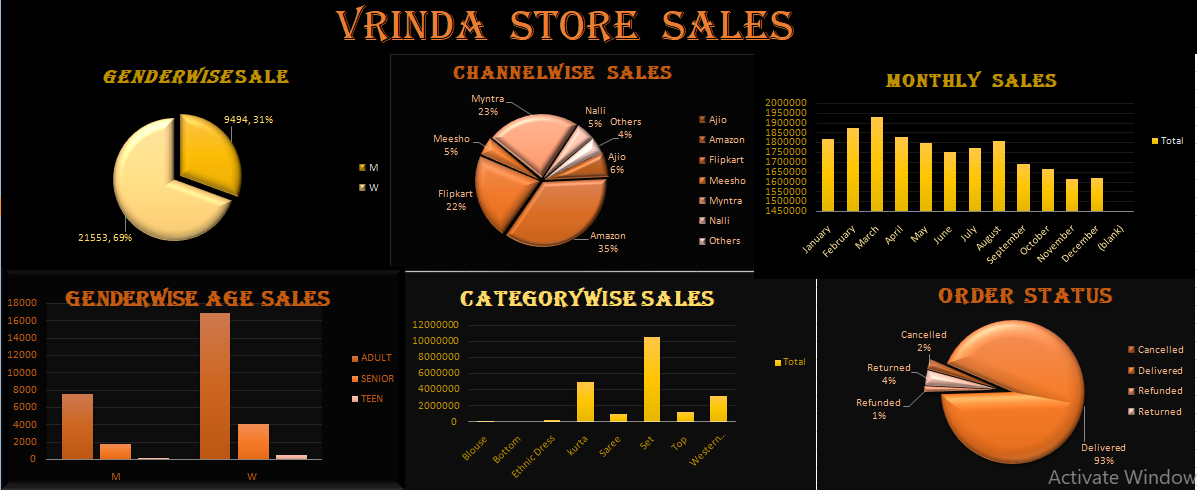 VRINDA STORE SALES
GENDERWISE SALE
9494, 31%
21553, 69%
M
W
CHANNELWISE SALES
Myntra
23%
Nalli
5%
Others
4%
Meesho
5%
Ajio
6%
Flipkart
22%
Amazon
35%
Ajio
Amazon
Flipkart
Meesho
Myntra
Nalli
Others
MONTHLY SALES
2000000
1950000
1900000
1850000
1800000
1750000
1700000
1650000
1600000
1550000
1500000
1450000
January
February
March
April
May
June
July
August
September
October
November
December
(blank)
Total
GENDERWISE AGE SALES
18000
16000
14000
12000
10000
8000
6000
4000
2000
0
M
W
ADULT
SENIOR
TEEN
CATEGORYWISE SALES
12000000
10000000
8000000
6000000
4000000
2000000
0
Blouse
Bottom
Ethnic Dress
kurta
Saree
Set
Top
Western...
Total
ORDER STATUS
Cancelled
2%
Returned
4%
Refunded
1%
Delivered
93%
Cancelled
Delivered
Refunded
Returned
Activate Window